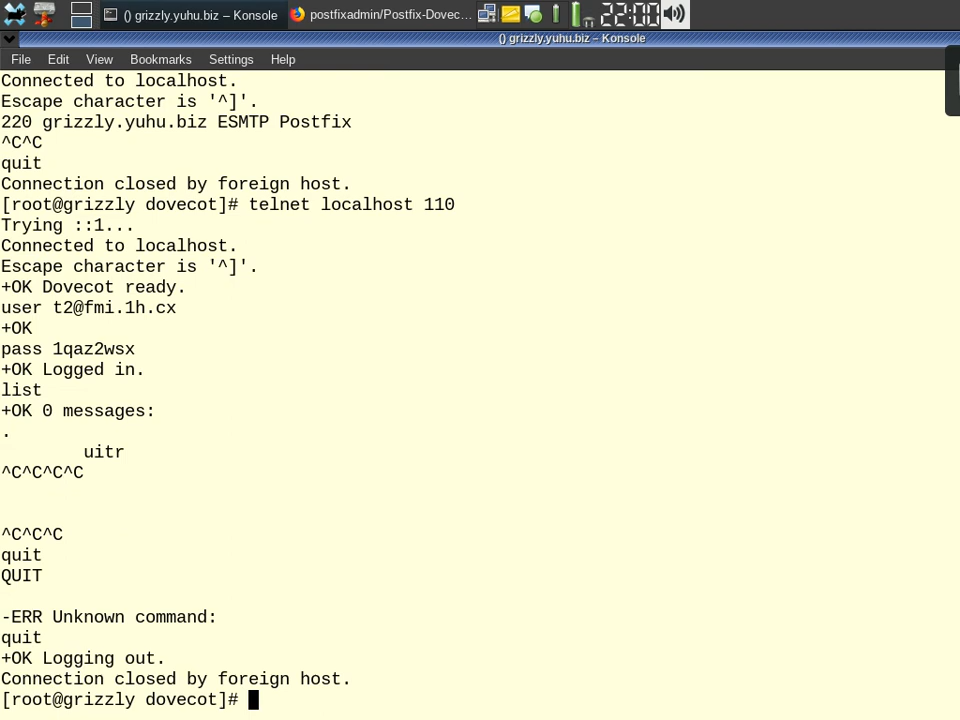 () grizzly.yuhu.biz – Konsole
postfixadmin/Postfix-Dovec...
22:00
() grizzly.yuhu.biz – Konsole
File Edit View Bookmarks Settings Help
Connected to localhost.
Escape character is '^]'.
220 grizzly.yuhu.biz ESMTP Postfix
^C^C
quit
Connection closed by foreign host.
[root@grizzly dovecot]# telnet localhost 110
Trying ::1...
Connected to localhost.
Escape character is '^]'.
+OK Dovecot ready.
user t2@fmi.1h.cx
+OK
pass 1qaz2wsx
+OK Logged in.
list
+OK 0 messages:
.
uitr
^C^C^C^C
^C^C^C
quit
QUIT
-ERR Unknown command:
quit
+OK Logging out.
Connection closed by foreign host.
[root@grizzly dovecot]#